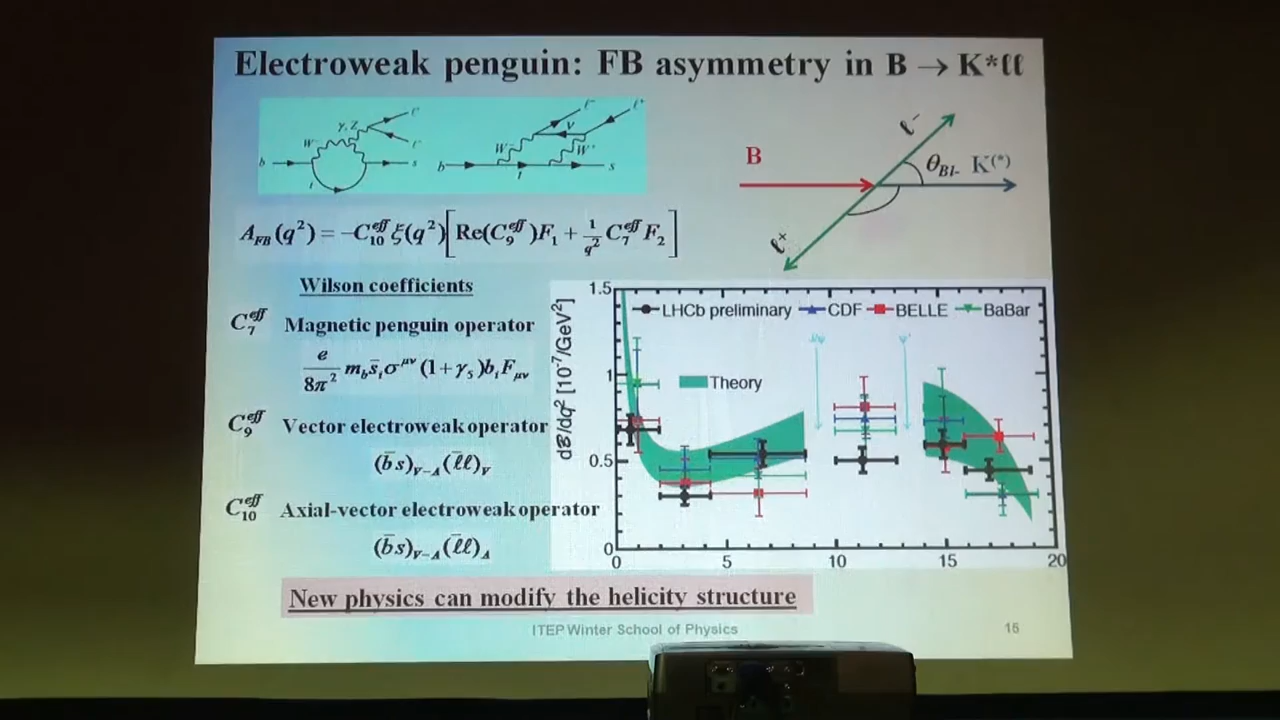 Electroweak penguin: FB asymmetry in B → K*ℓℓ
γ, Z
W⁻
b
s
t
ℓ⁻
ℓ⁺
ν
W⁻
W⁺
b
t
s
B
ℓ⁻
θ_Bl- K^(*)
ℓ⁺
A_FB(q²) = −C₁₀^eff ξ(q²)[Re(C₉^eff)F₁ + 1/q² C₇^eff F₂]
Wilson coefficients
C₇^eff Magnetic penguin operator
e/8π² m_b s̄_i σ^μν (1+γ₅)b_i F_μν
C₉^eff Vector electroweak operator
(b̄s)_V−A (ℓ̄ℓ)_V
C₁₀^eff Axial-vector electroweak operator
(b̄s)_V−A (ℓ̄ℓ)_A
dB/dq² [10⁻⁷/GeV²]
1.5
1
0.5
0
LHCb preliminary CDF BELLE BaBar
J/ψ ψ'
Theory
0 5 10 15 20
New physics can modify the helicity structure
ITEP Winter School of Physics 16